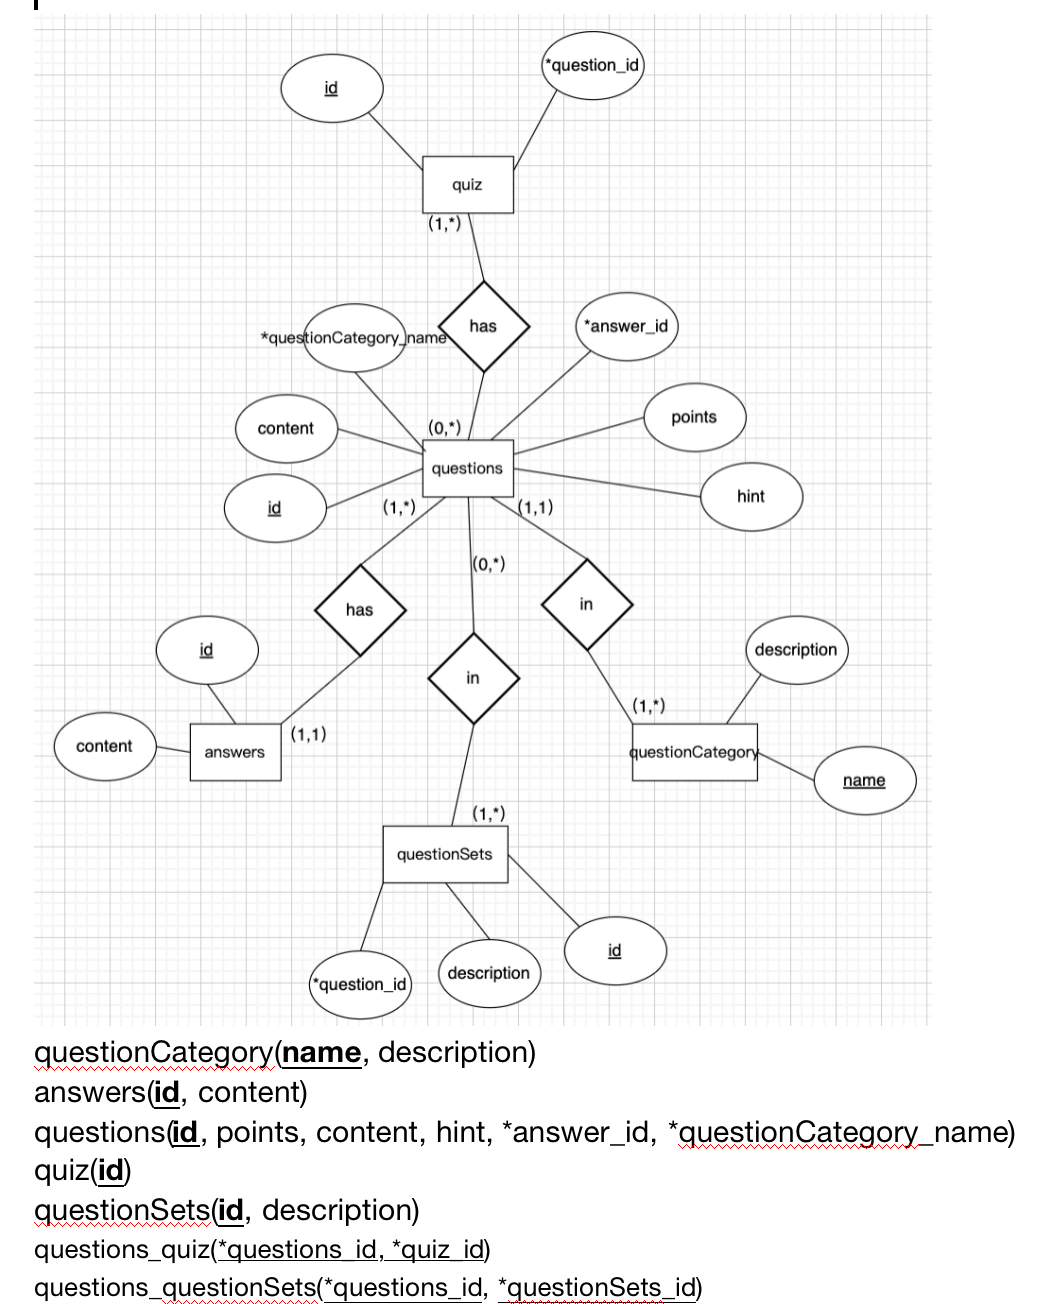 *question_id
id
quiz
(1,*)
has
*answer_id
*questionCategory_name
points
(0,*)
content
questions
hint
id
(1,*)
(1,1)
(0,*)
in
has
id
description
in
(1,*)
(1,1)
content
answers
questionCategory
name
(1,*)
questionSets
id
description
*question_id
questionCategory(name, description)
answers(id, content)
questions(id, points, content, hint, *answer_id, *questionCategory_name)
quiz(id)
questionSets(id, description)
questions_quiz(*questions_id, *quiz_id)
questions_questionSets(*questions_id, *questionSets_id)